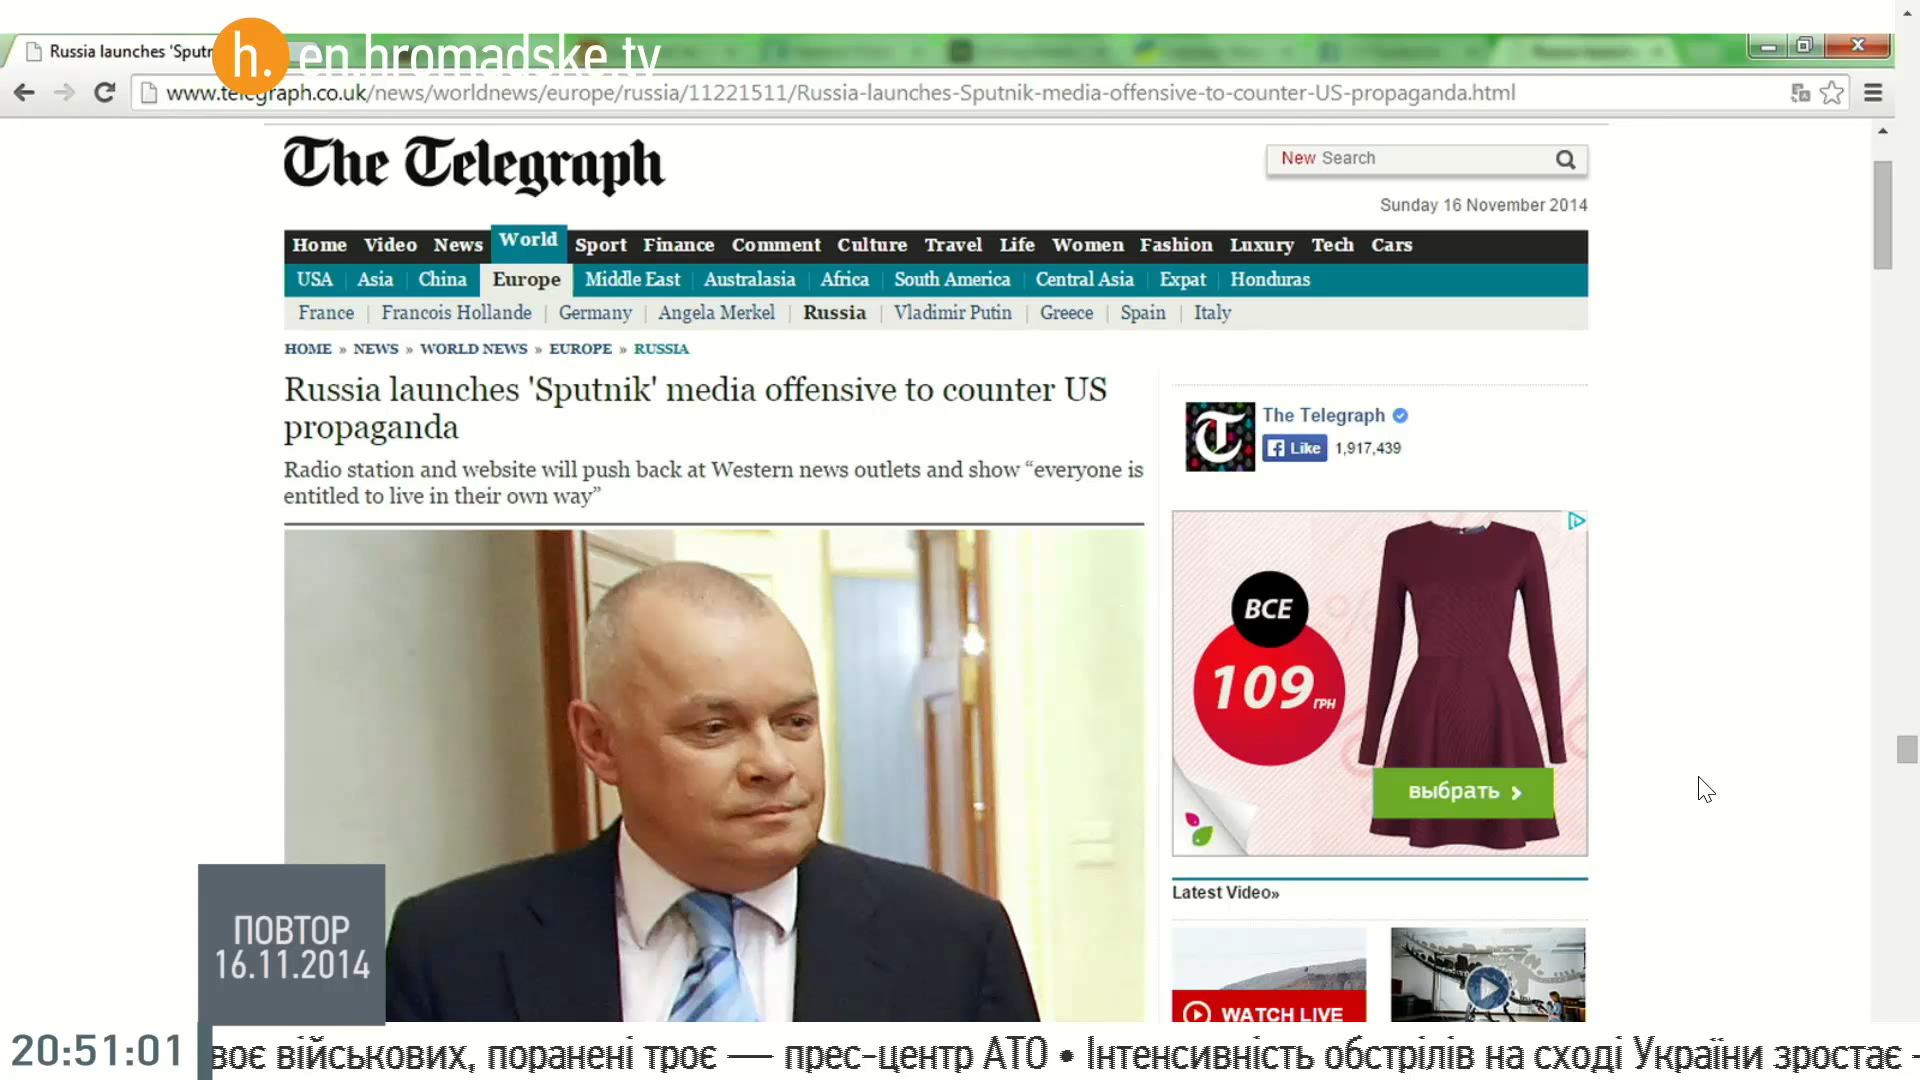 Russia launches 'Sputn
h. en.hromadske.tv
www.telegraph.co.uk/news/worldnews/europe/russia/11221511/Russia-launches-Sputnik-media-offensive-to-counter-US-propaganda.html
The Telegraph
New Search
Sunday 16 November 2014
Home Video News World Sport Finance Comment Culture Travel Life Women Fashion Luxury Tech Cars
USA Asia China Europe Middle East Australasia Africa South America Central Asia Expat Honduras
France Francois Hollande Germany Angela Merkel Russia Vladimir Putin Greece Spain Italy
HOME » NEWS » WORLD NEWS » EUROPE » RUSSIA
Russia launches 'Sputnik' media offensive to counter US
propaganda
Radio station and website will push back at Western news outlets and show “everyone is
entitled to live in their own way”
The Telegraph
Like 1,917,439
ВСЕ
109 ГРН
выбрать
Latest Video»
WATCH LIVE
ПОВТОР
16.11.2014
20:51:01
воє військових, поранені троє — прес-центр АТО • Інтенсивність обстрілів на сході України зростає -